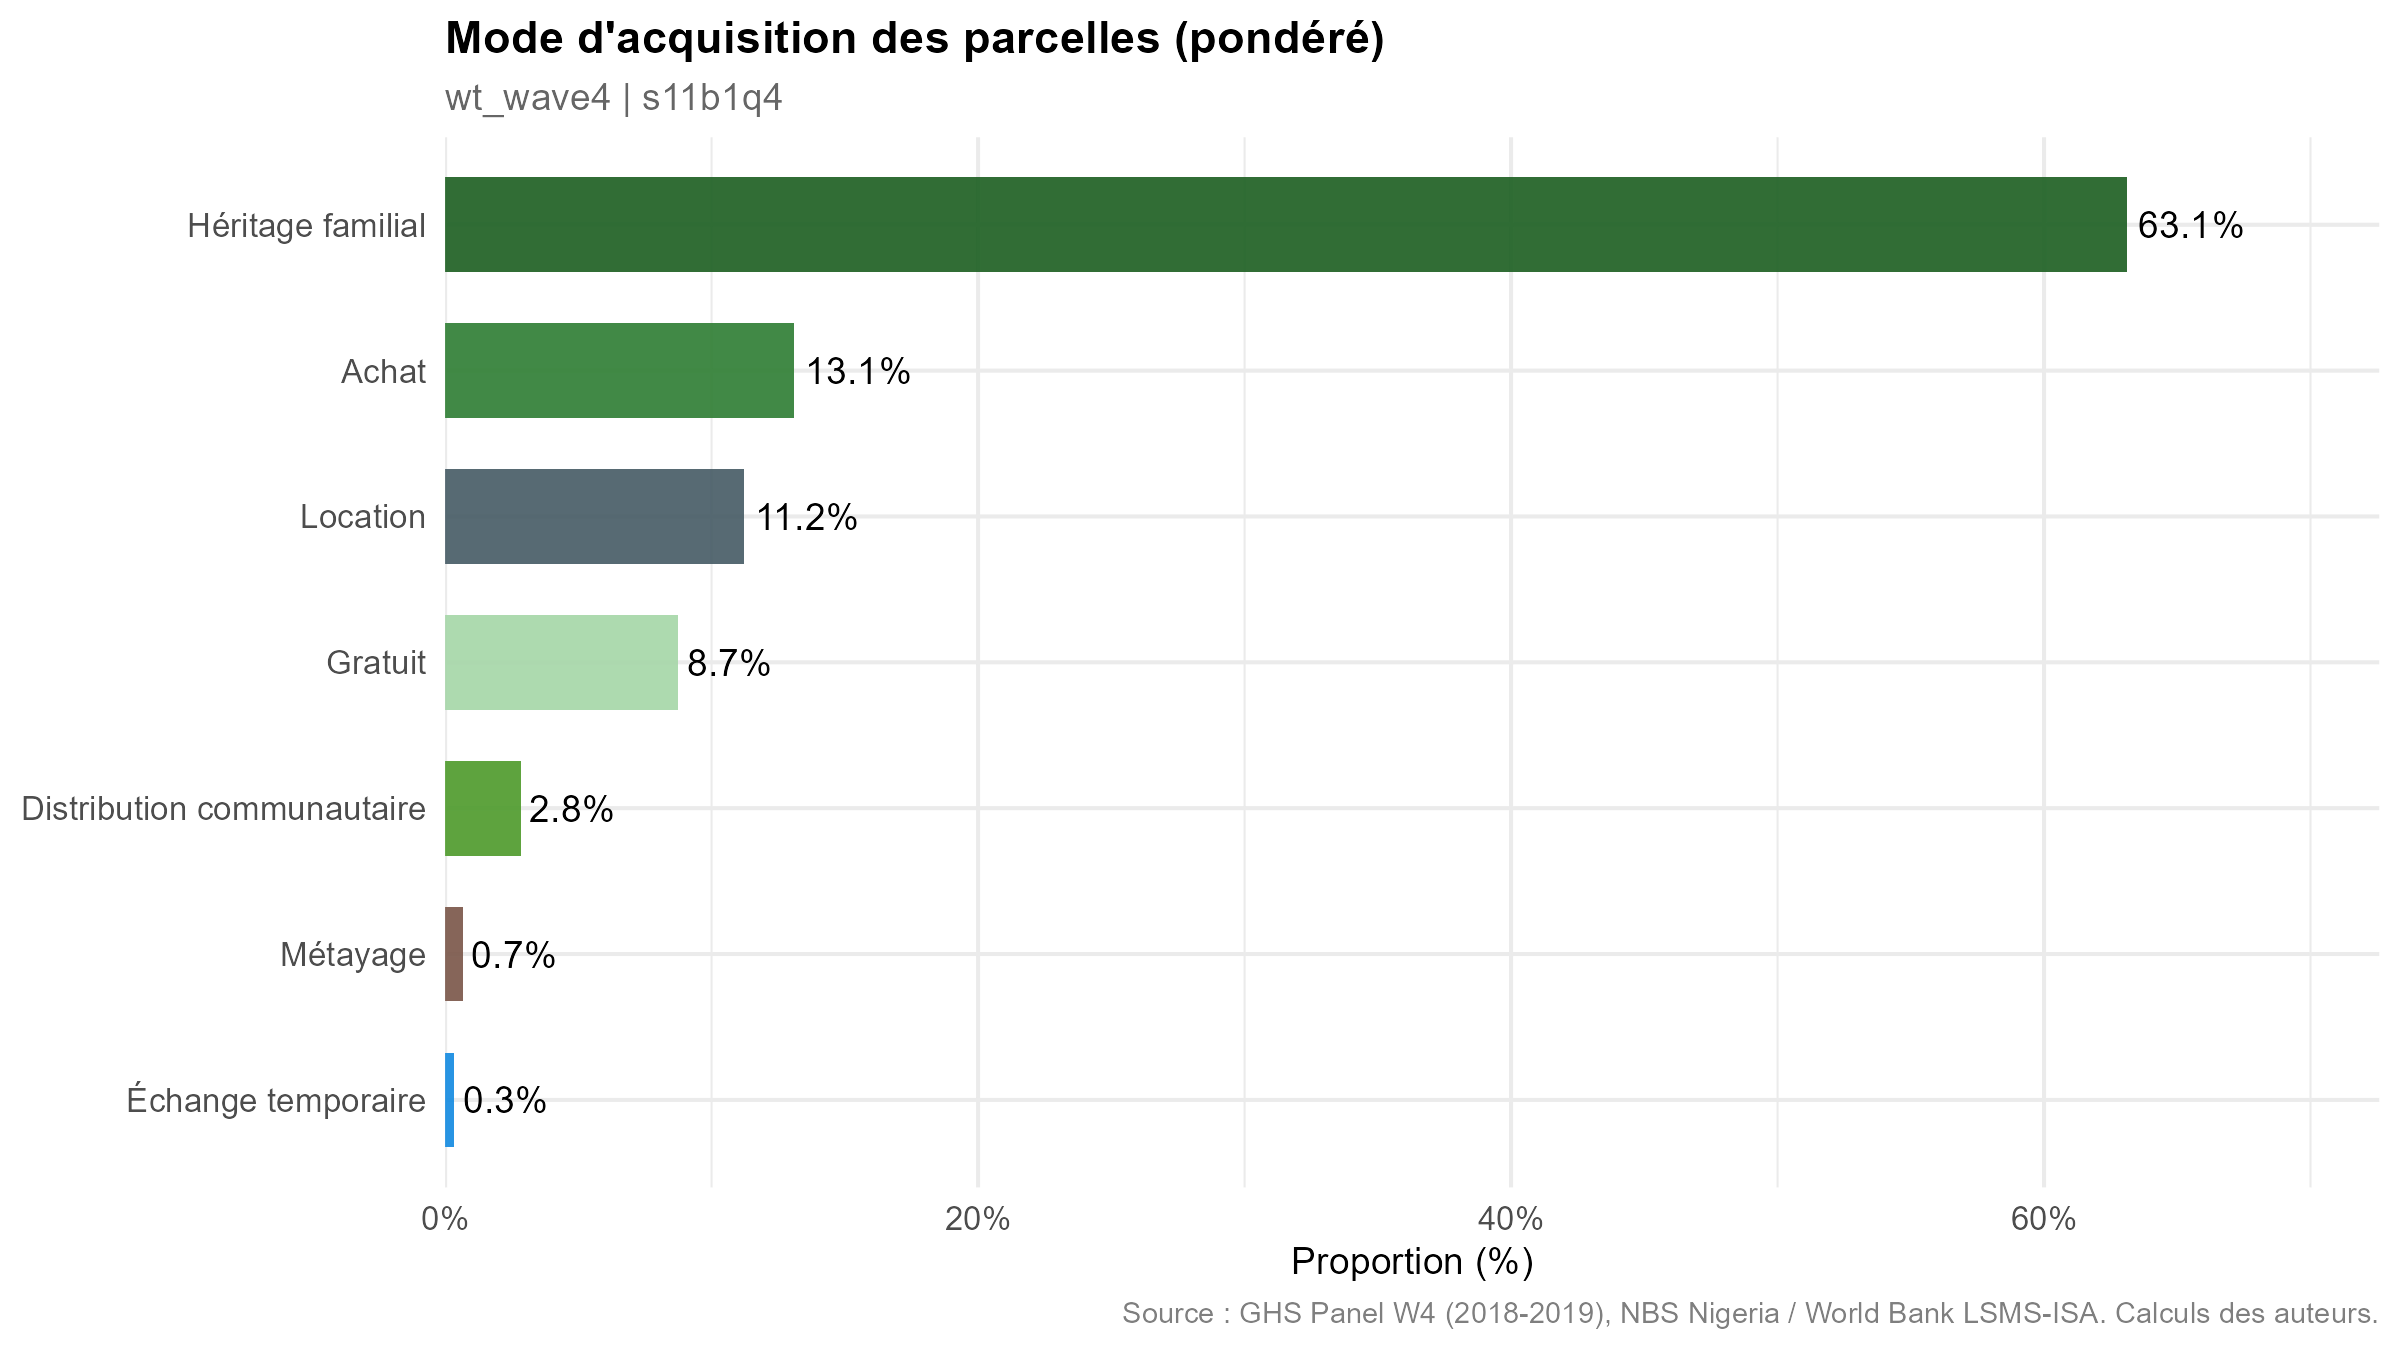 Mode d'acquisition des parcelles (pondéré)
wt_wave4 | s11b1q4
Héritage familial
63.1%
Achat
13.1%
Location
11.2%
Gratuit
8.7%
Distribution communautaire
2.8%
Métayage
0.7%
Échange temporaire
0.3%
0%
20%
40%
60%
Proportion (%)
Source : GHS Panel W4 (2018-2019), NBS Nigeria / World Bank LSMS-ISA. Calculs des auteurs.